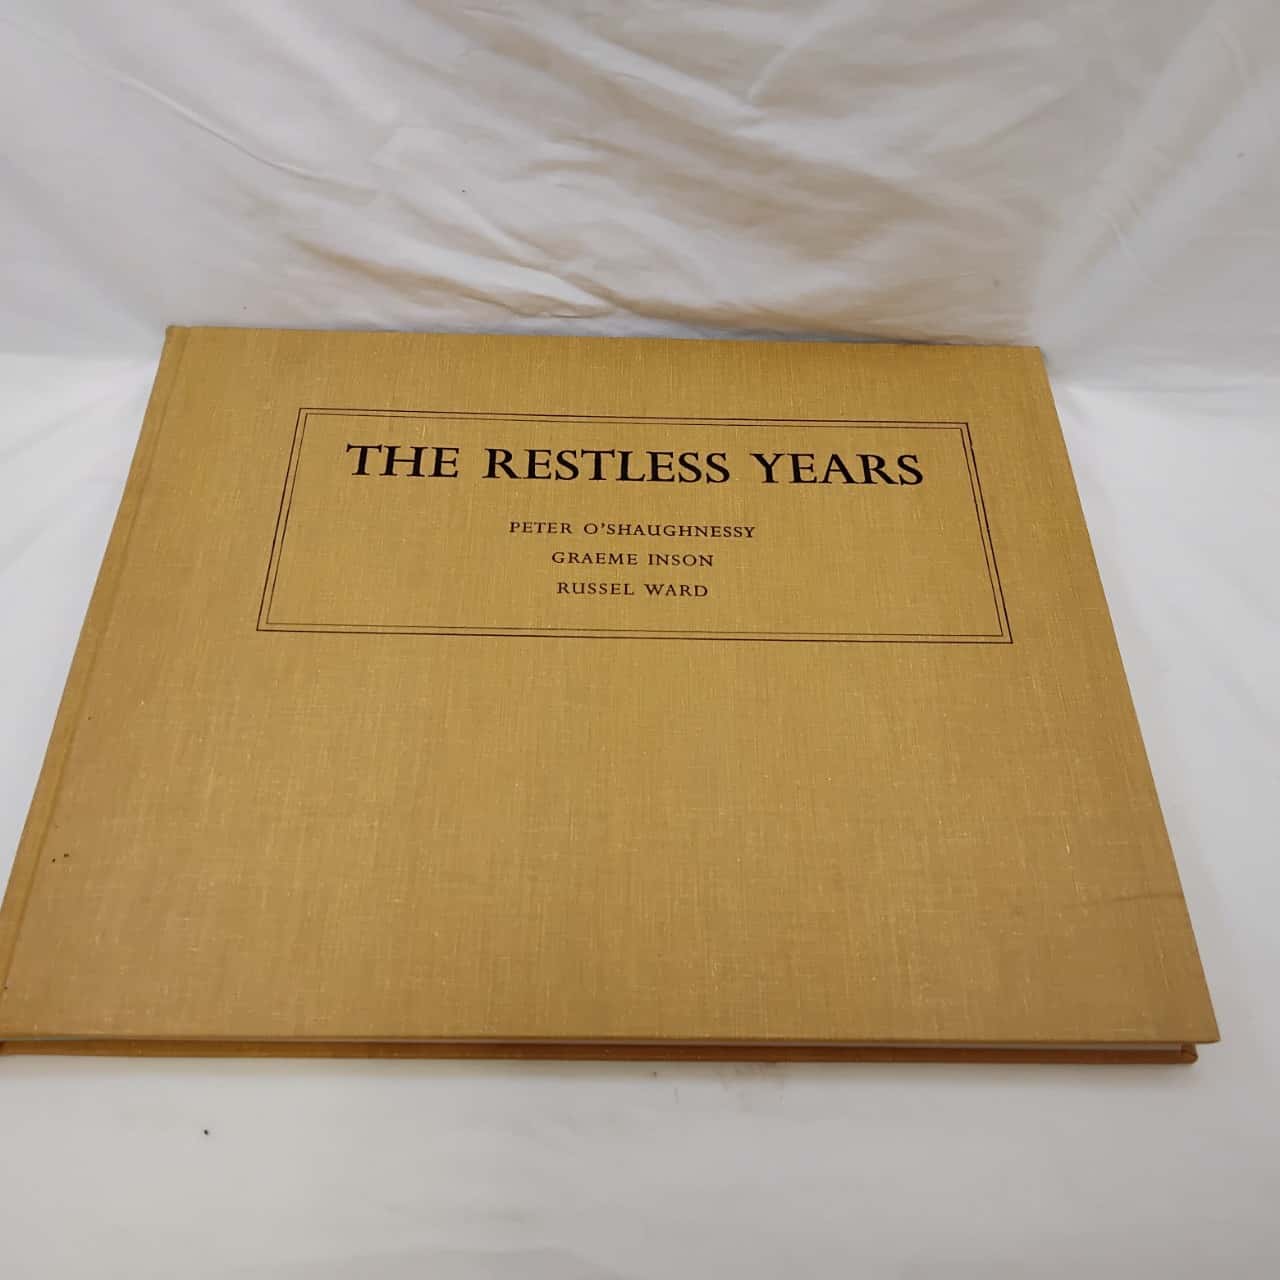 THE RESTLESS YEARS
PETER O'SHAUGHNESSY
GRAEME INSON
RUSSEL WARD